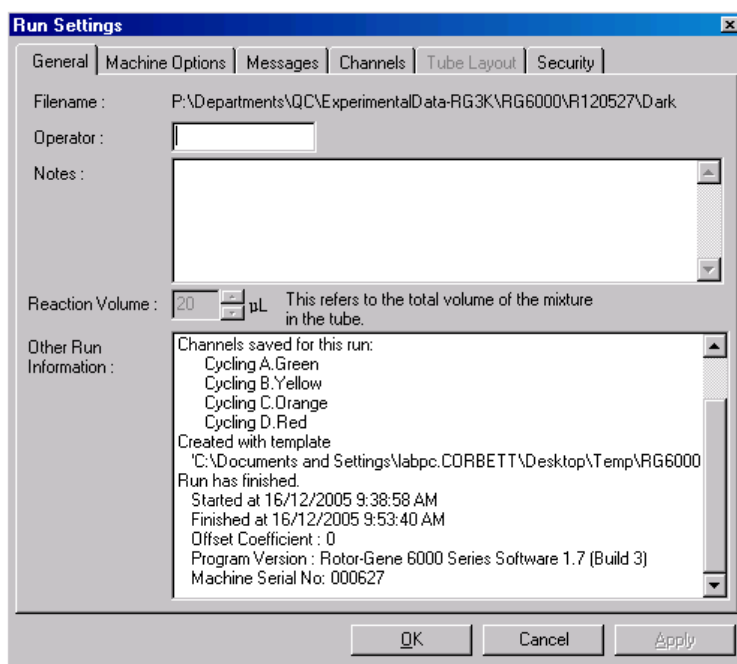 Run Settings
General Machine Options Messages Channels Tube Layout Security
Filename : P:\Departments\QC\ExperimentalData-RG3K\RG6000\R120527\Dark
Operator :
Notes :
Reaction Volume : 20 µL This refers to the total volume of the mixture
in the tube.
Other Run
Information :
Channels saved for this run:
Cycling A.Green
Cycling B.Yellow
Cycling C.Orange
Cycling D.Red
Created with template
'C:\Documents and Settings\labpc.CORBETT\Desktop\Temp\RG6000
Run has finished.
Started at 16/12/2005 9:38:58 AM
Finished at 16/12/2005 9:53:40 AM
Offset Coefficient : 0
Program Version : Rotor-Gene 6000 Series Software 1.7 (Build 3)
Machine Serial No: 000627
OK Cancel Apply